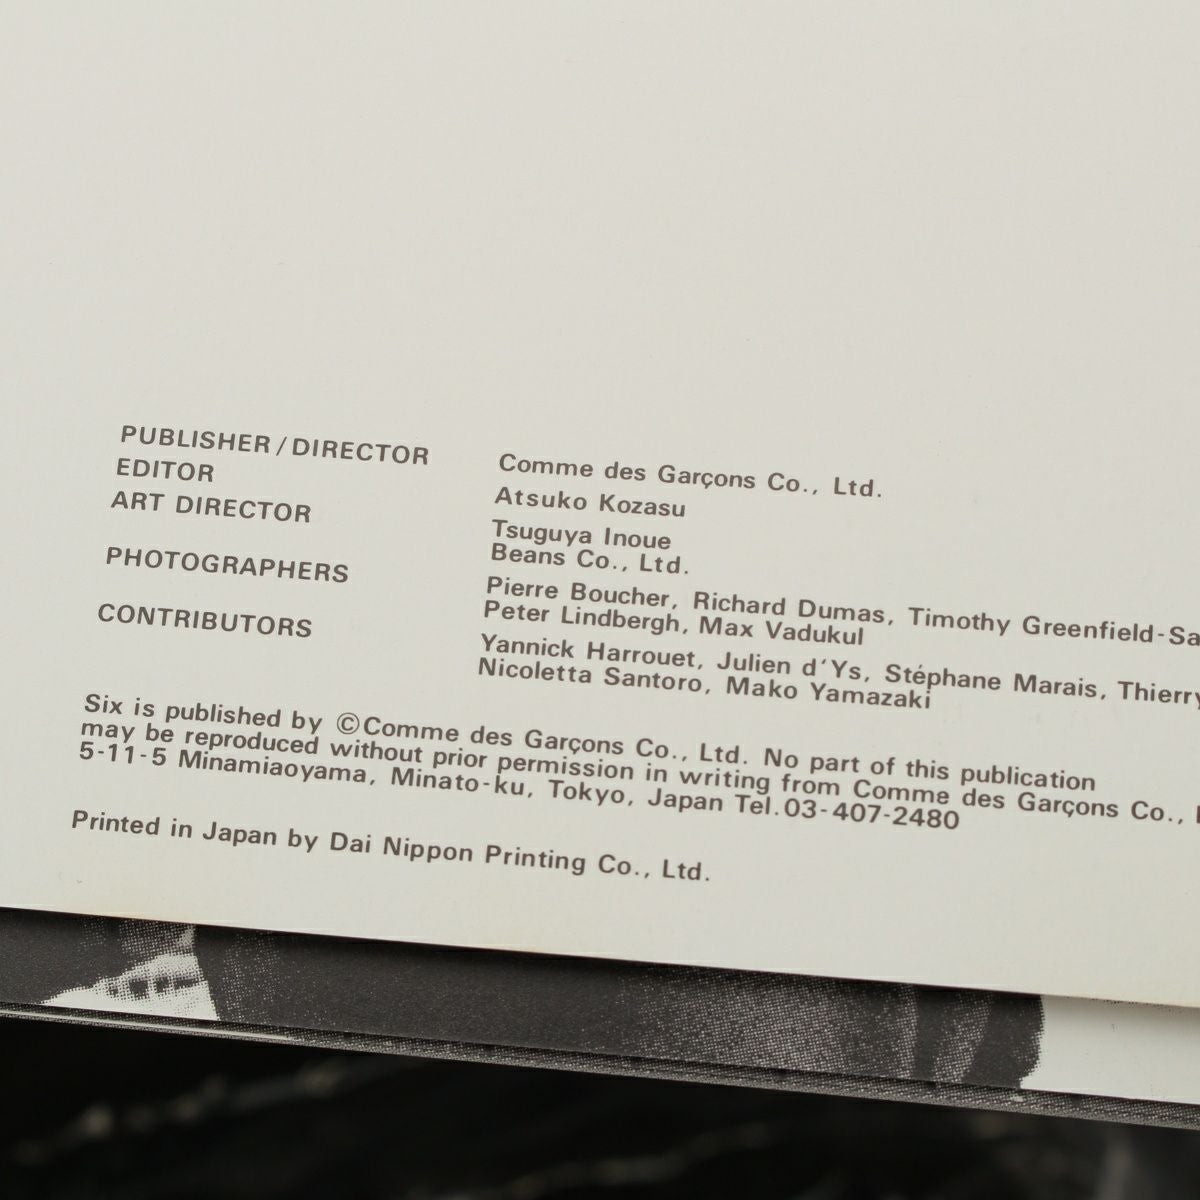 PUBLISHER/DIRECTOR Comme des Garçons Co., Ltd.
EDITOR Atsuko Kozasu
ART DIRECTOR Tsuguya Inoue
Beans Co., Ltd.
PHOTOGRAPHERS Pierre Boucher, Richard Dumas, Timothy Greenfield-Sa
Peter Lindbergh, Max Vadukul
CONTRIBUTORS Yannick Harrouet, Julien d'Ys, Stéphane Marais, Thierry
Nicoletta Santoro, Mako Yamazaki
Six is published by ©Comme des Garçons Co., Ltd. No part of this publication
may be reproduced without prior permission in writing from Comme des Garçons Co.,
5-11-5 Minamiaoyama, Minato-ku, Tokyo, Japan Tel.03-407-2480
Printed in Japan by Dai Nippon Printing Co., Ltd.